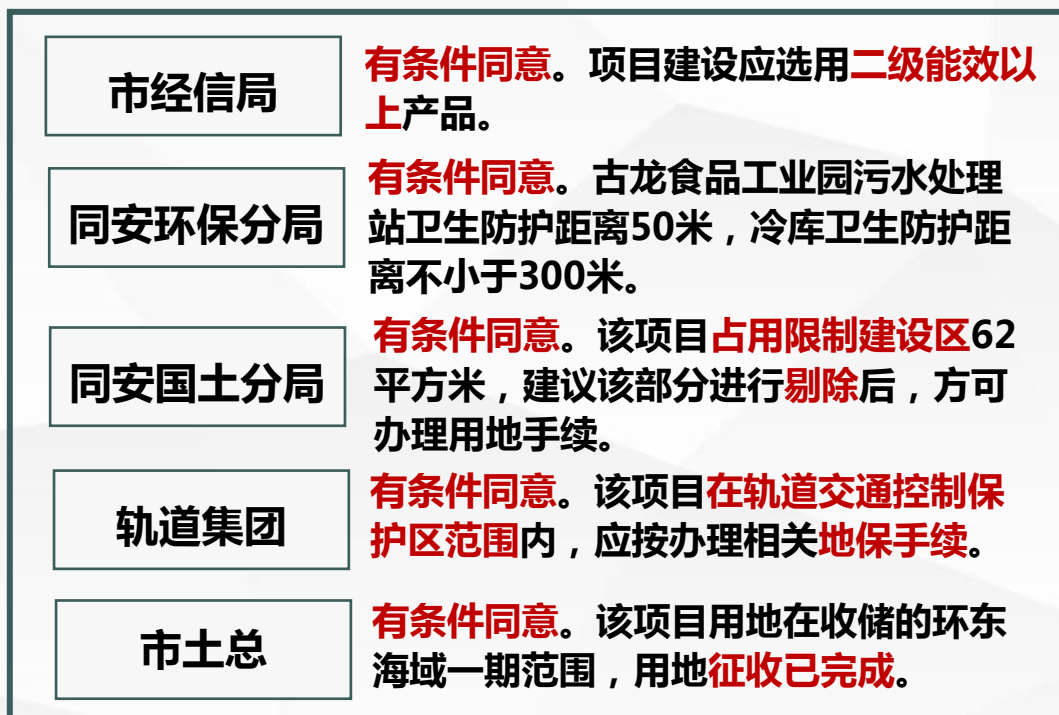 市经信局
有条件同意。项目建设应选用二级能效以
上产品。
同安环保分局
有条件同意。古龙食品工业园污水处理
站卫生防护距离50米，冷库卫生防护距
离不小于300米。
同安国土分局
有条件同意。该项目占用限制建设区62
平方米，建议该部分进行剔除后，方可
办理用地手续。
轨道集团
有条件同意。该项目在轨道交通控制保
护区范围内，应按办理相关地保手续。
市土总
有条件同意。该项目用地在收储的环东
海域一期范围，用地征收已完成。